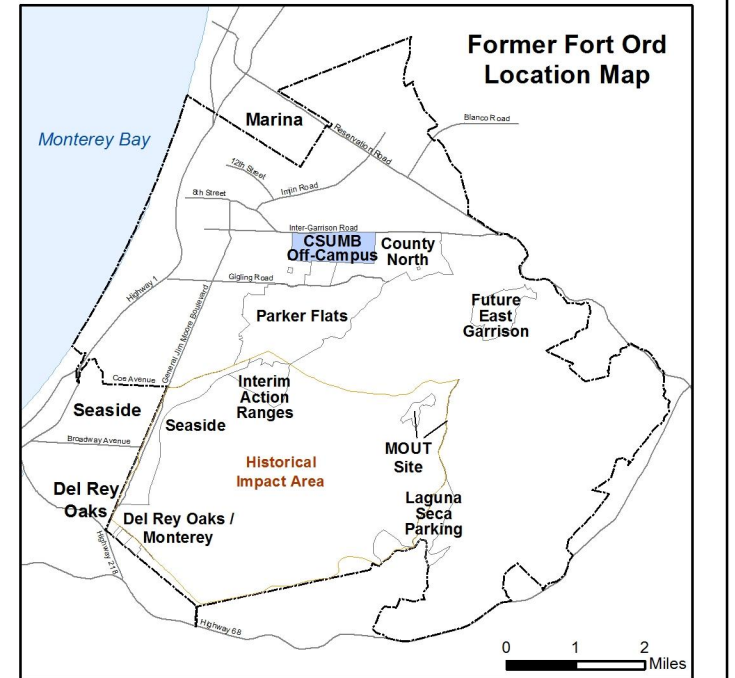 Former Fort Ord
Location Map
Monterey Bay
Marina
Blanco Road
Reservation Road
12th Street
Imjin Road
8th Street
Inter-Garrison Road
CSUMB
Off-Campus
County
North
Gigling Road
Highway 1
General Jim Moore Boulevard
Parker Flats
Future
East
Garrison
Coe Avenue
Interim
Action
Ranges
Seaside
Seaside
Broadway Avenue
MOUT
Site
Historical
Impact Area
Del Rey
Oaks
Laguna
Seca
Parking
Del Rey Oaks /
Monterey
Highway 218
Highway 68
0 1 2
Miles